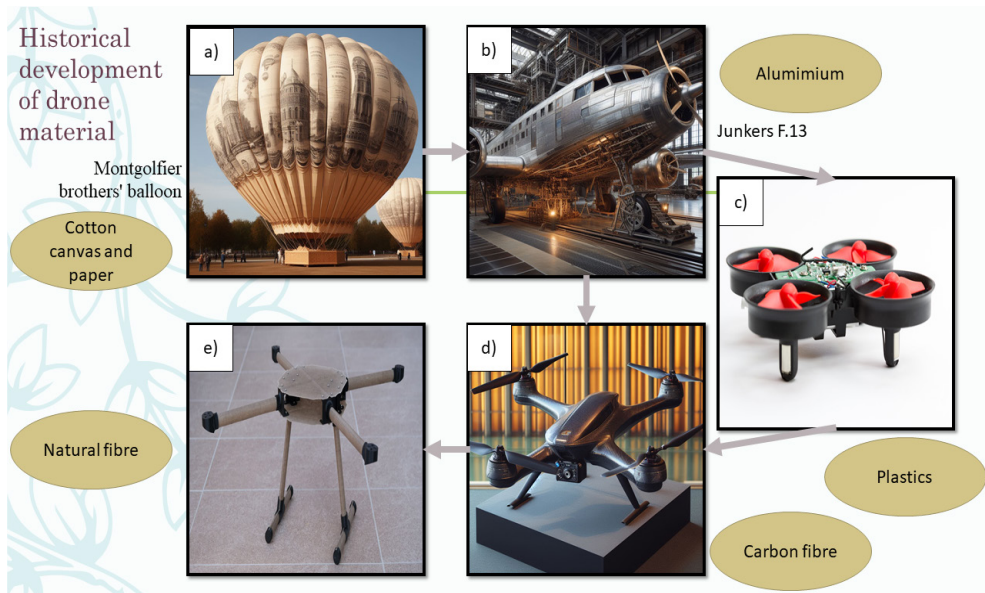 Historical
development
of drone
material
Montgolfier
brothers' balloon
Cotton
canvas and
paper
a)
b)
Alumimium
Junkers F.13
c)
e)
d)
Natural fibre
Plastics
Carbon fibre